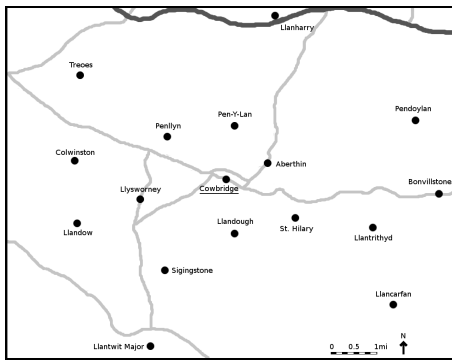 Llanharry
Treoes
Pendoylan
Pen-Y-Lan
Penllyn
Colwinston
Aberthin
Bonvillstone
Llysworney
Cowbridge
Llandow
Llandough
St. Hilary
Llantrithyd
Sigingstone
Llancarfan
Llantwit Major
0 0.5 1mi
N